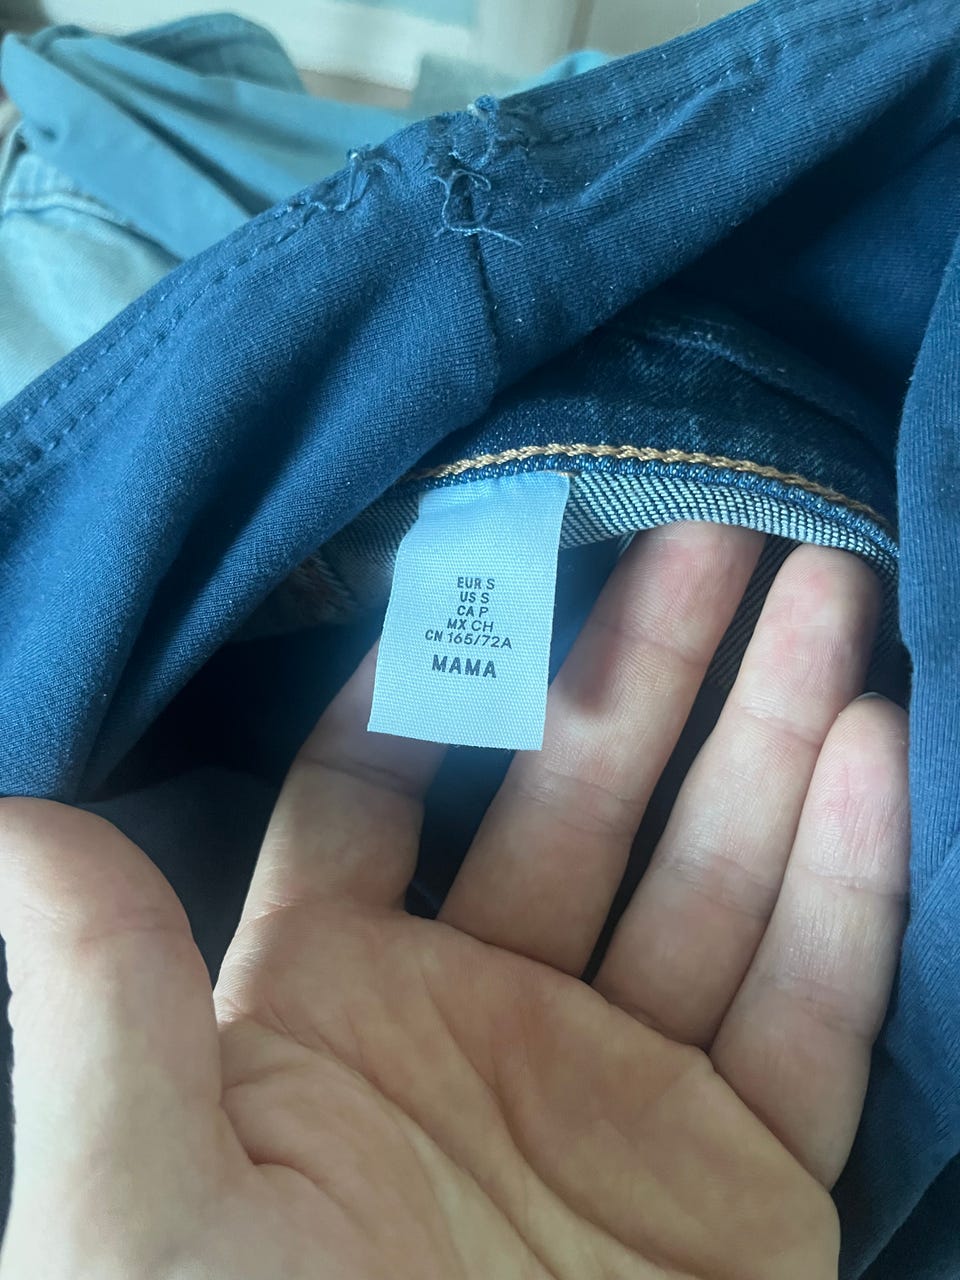 EUR S
US S
CA P
MX CH
CN 165/72A
MAMA